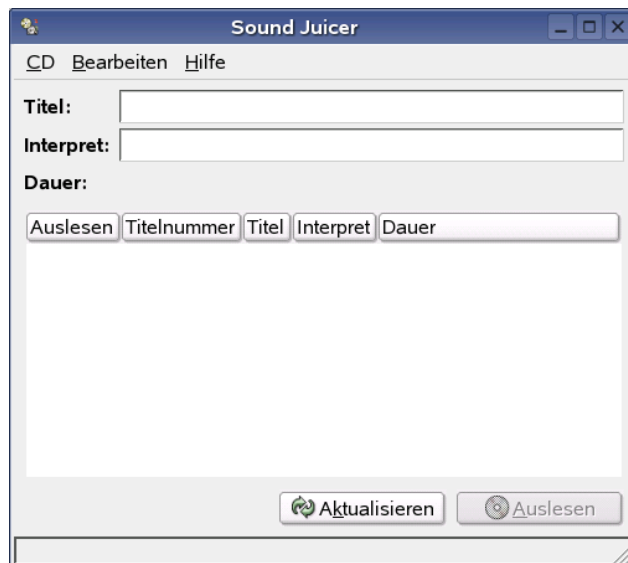 Sound Juicer
CD Bearbeiten Hilfe
Titel:
Interpret:
Dauer:
Auslesen Titelnummer Titel Interpret Dauer
Aktualisieren Auslesen